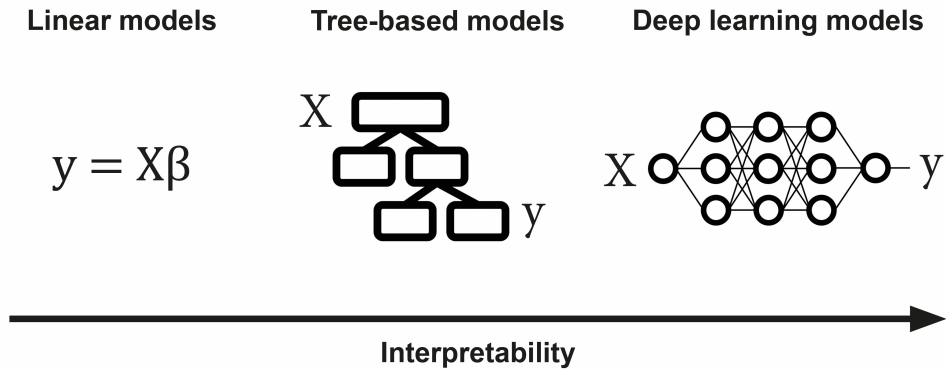 Linear models
Tree-based models
Deep learning models
y = Xβ
X
y
X
y
Interpretability